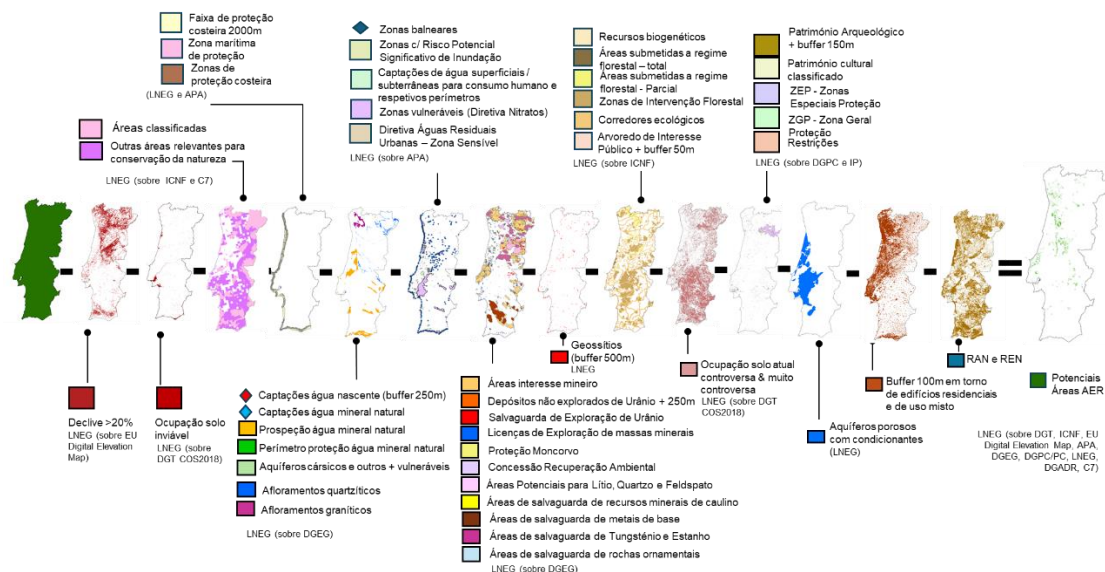 Faixa de proteção
costeira 2000m
Zona marítima
de proteção
Zonas de
proteção costeira
(LNEG e APA)
Áreas classificadas
Outras áreas relevantes para
conservação da natureza
LNEG (sobre ICNF e C7)
Zonas balneares
Zonas c/ Risco Potencial
Significativo de Inundação
Captações de água superficiais /
subterrâneas para consumo humano e
respetivos perímetros
Zonas vulneráveis (Diretiva Nitratos)
Diretiva Águas Residuais
Urbanas – Zona Sensível
LNEG (sobre APA)
Recursos biogenéticos
Áreas submetidas a regime
florestal – total
Áreas submetidas a regime
florestal - Parcial
Zonas de Intervenção Florestal
Corredores ecológicos
Arvoredo de Interesse
Público + buffer 50m
LNEG (sobre ICNF)
Património Arqueológico
+ buffer 150m
Património cultural
classificado
ZEP - Zonas
Especiais Proteção
ZGP - Zona Geral
Proteção
Restrições
LNEG (sobre DGPC e IP)
Declive >20%
LNEG (sobre EU
Digital Elevation
Map)
Ocupação solo
inviável
LNEG (sobre
DGT COS2018)
Captações água nascente (buffer 250m)
Captações água mineral natural
Prospeção água mineral natural
Perímetro proteção água mineral natural
Aquíferos cársicos e outros + vulneráveis
Afloramentos quartzíticos
Afloramentos graníticos
LNEG (sobre DGEG)
Áreas interesse mineiro
Depósitos não explorados de Urânio + 250m
Salvaguarda de Exploração de Urânio
Licenças de Exploração de massas minerais
Proteção Moncorvo
Concessão Recuperação Ambiental
Áreas Potenciais para Lítio, Quartzo e Feldspato
Áreas de salvaguarda de recursos minerais de caulino
Áreas de salvaguarda de metais de base
Áreas de salvaguarda de Tungsténio e Estanho
Áreas de salvaguarda de rochas ornamentais
LNEG (sobre DGEG)
Geossítios
(buffer 500m)
LNEG
Ocupação solo atual
controversa & muito
controversa
LNEG (sobre DGT
COS2018)
Aquíferos porosos
com condicionantes
(LNEG)
Buffer 100m em torno
de edifícios residenciais
e de uso misto
RAN e REN
Potenciais
Áreas AER
LNEG (sobre DGT, ICNF, EU
Digital Elevation Map, APA,
DGEG, DGPC/PC, LNEG,
DGADR, C7)